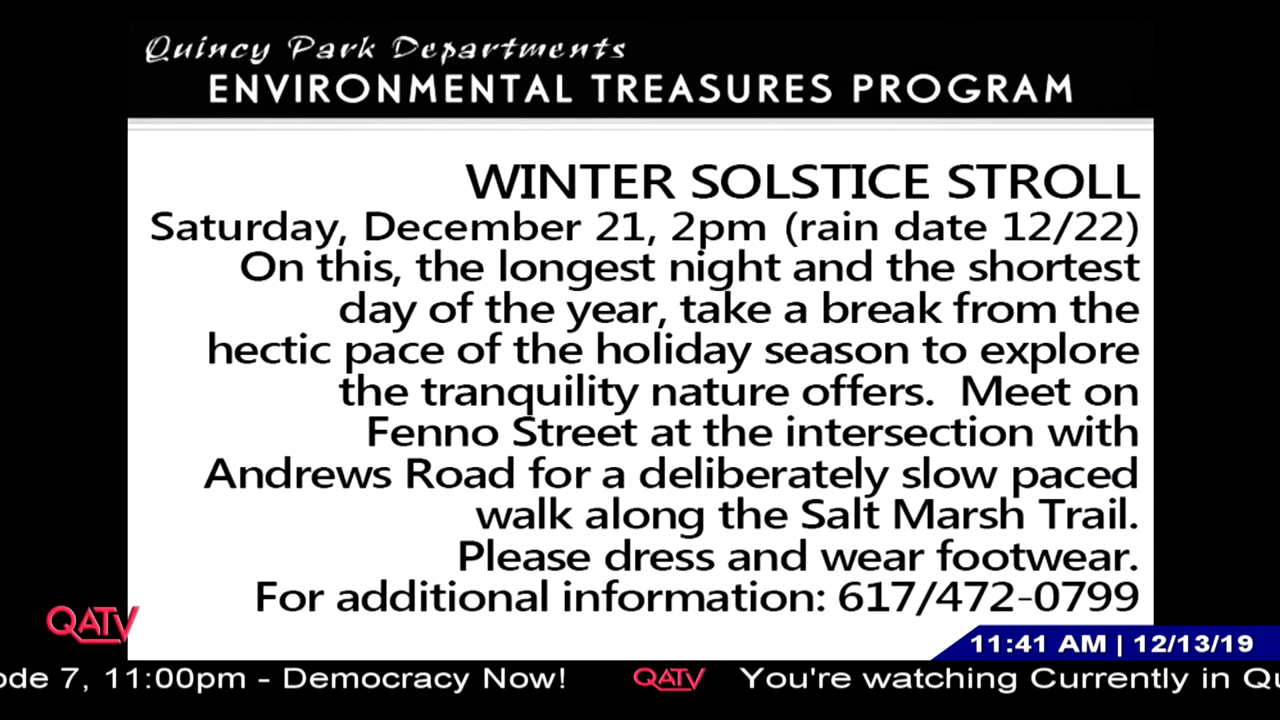 Quincy Park Departments
ENVIRONMENTAL TREASURES PROGRAM
WINTER SOLSTICE STROLL
Saturday, December 21, 2pm (rain date 12/22)
On this, the longest night and the shortest
day of the year, take a break from the
hectic pace of the holiday season to explore
the tranquility nature offers.  Meet on
Fenno Street at the intersection with
Andrews Road for a deliberately slow paced
walk along the Salt Marsh Trail.
Please dress and wear footwear.
For additional information: 617/472-0799
QATV
11:41 AM | 12/13/19
ode 7, 11:00pm - Democracy Now! QATV You're watching Currently in Qu